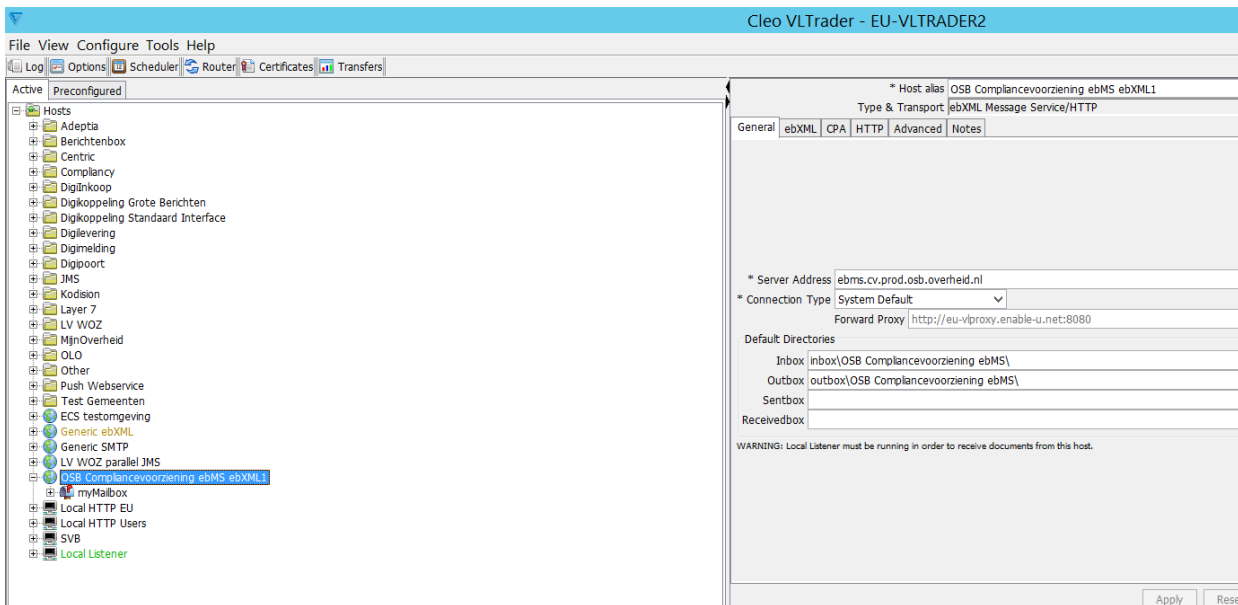 Cleo VLTrader - EU-VLTRADER2
File View Configure Tools Help
Log Options Scheduler Router Certificates Transfers
Active Preconfigured
Hosts
Adeptia
Berichtenbox
Centric
Compliancy
DigiInkoop
Digikoppeling Grote Berichten
Digikoppeling Standaard Interface
Digilevering
Digimelding
Digipoort
JMS
Kodision
Layer 7
LV WOZ
MijnOverheid
OLO
Other
Push Webservice
Test Gemeenten
ECS testomgeving
Generic ebXML
Generic SMTP
LV WOZ parallel JMS
OSB Compliancevoorziening ebMS ebXML1
myMailbox
Local HTTP EU
Local HTTP Users
SVB
Local Listener
* Host alias OSB Compliancevoorziening ebMS ebXML1
Type & Transport ebXML Message Service/HTTP
General ebXML CPA HTTP Advanced Notes
* Server Address ebms.cv.prod.osb.overheid.nl
* Connection Type System Default
Forward Proxy http://eu-vlproxy.enable-u.net:8080
Default Directories
Inbox inbox\OSB Compliancevoorziening ebMS\
Outbox outbox\OSB Compliancevoorziening ebMS\
Sentbox
Receivedbox
WARNING: Local Listener must be running in order to receive documents from this host.
Apply Rese